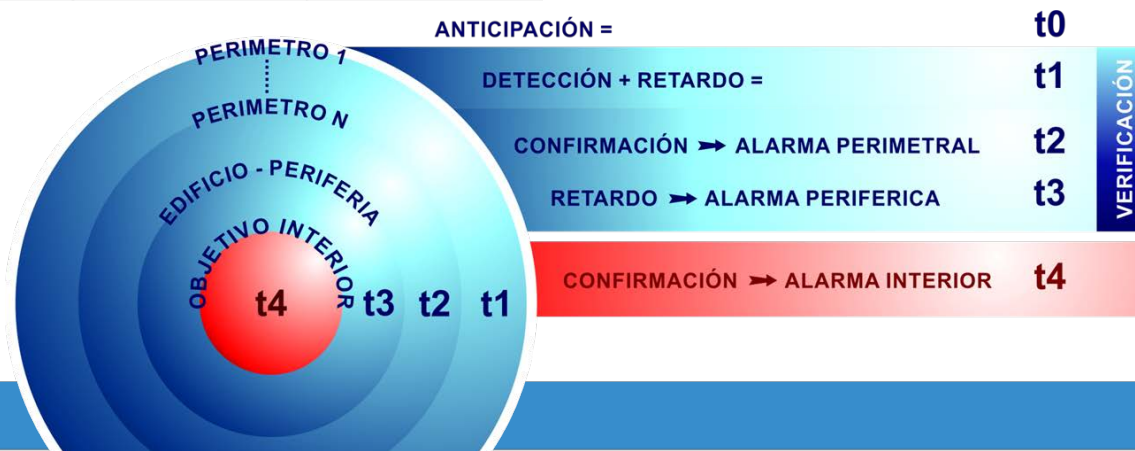 ANTICIPACIÓN = t0
PERIMETRO 1
DETECCIÓN + RETARDO = t1
PERIMETRO N
CONFIRMACIÓN ➳ ALARMA PERIMETRAL t2
EDIFICIO - PERIFERIA
RETARDO ➳ ALARMA PERIFERICA t3
VERIFICACIÓN
OBJETIVO INTERIOR
CONFIRMACIÓN ➳ ALARMA INTERIOR t4
t4 t3 t2 t1